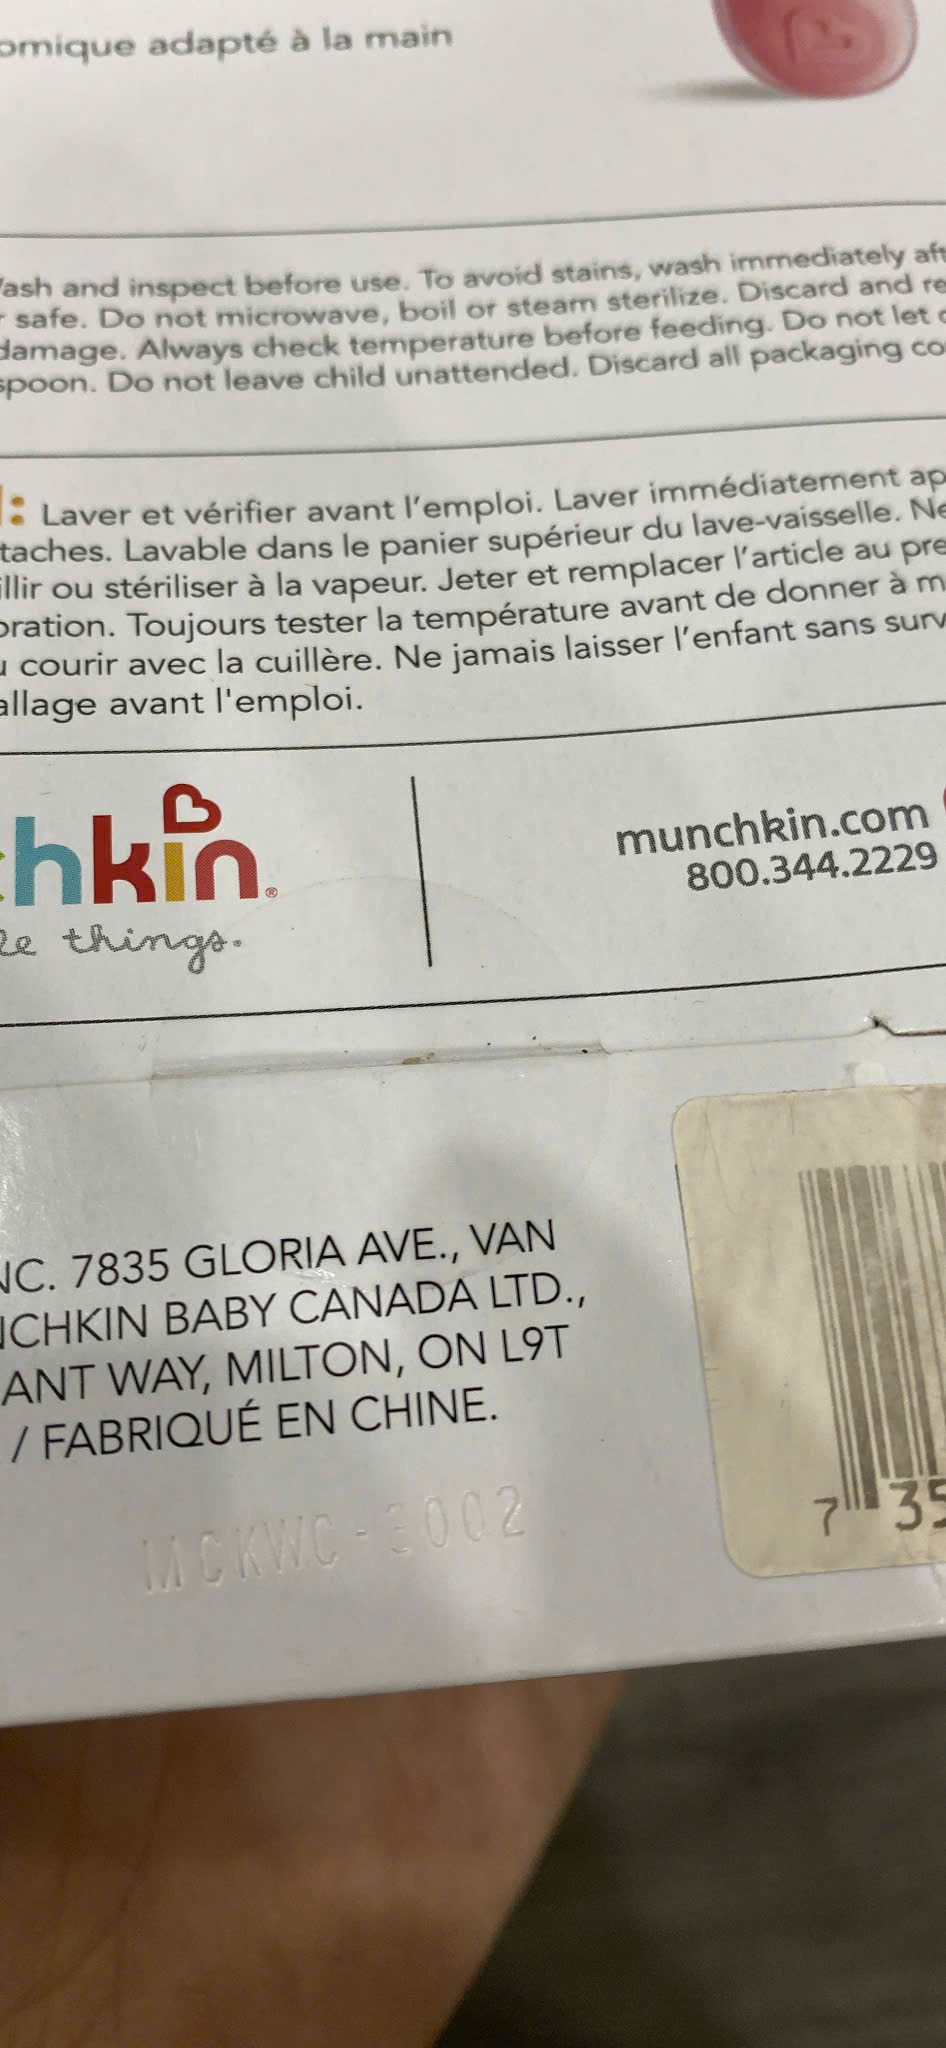 omique adapté à la main
ash and inspect before use. To avoid stains, wash immediately aft
r safe. Do not microwave, boil or steam sterilize. Discard and re
damage. Always check temperature before feeding. Do not let
spoon. Do not leave child unattended. Discard all packaging co
: Laver et vérifier avant l'emploi. Laver immédiatement ap
taches. Lavable dans le panier supérieur du lave-vaisselle. Ne
illir ou stériliser à la vapeur. Jeter et remplacer l'article au pre
oration. Toujours tester la température avant de donner à m
u courir avec la cuillère. Ne jamais laisser l'enfant sans surv
allage avant l'emploi.
chkin®
le things.
munchkin.com
800.344.2229
NC. 7835 GLORIA AVE., VAN
NCHKIN BABY CANADA LTD.,
ANT WAY, MILTON, ON L9T
/ FABRIQUÉ EN CHINE.
MCKWC-3002
7 35